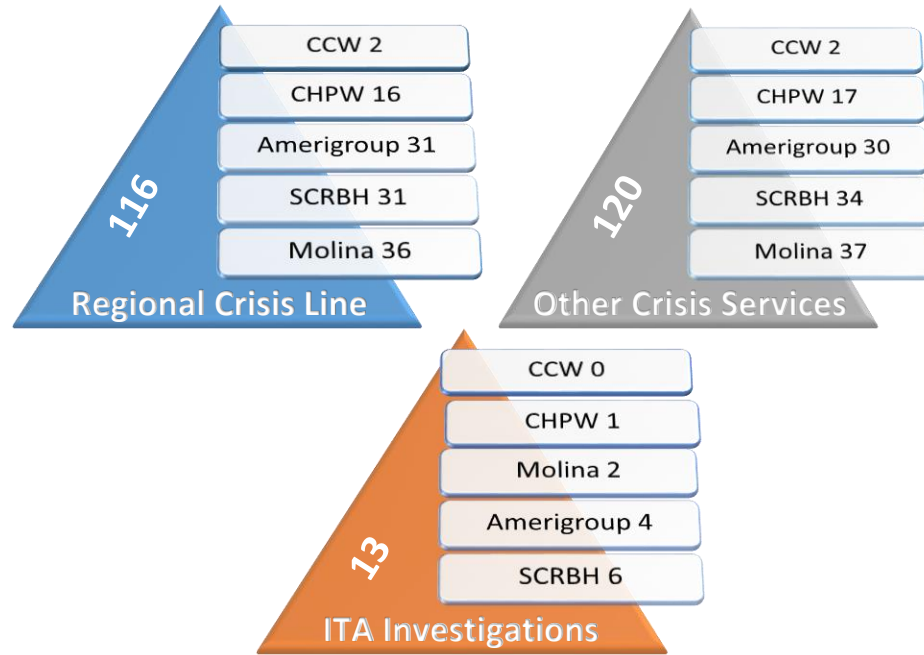 CCW 2
CHPW 16
Amerigroup 31
SCRBH 31
Molina 36
116
Regional Crisis Line
CCW 2
CHPW 17
Amerigroup 30
SCRBH 34
Molina 37
120
Other Crisis Services
CCW 0
CHPW 1
Molina 2
Amerigroup 4
SCRBH 6
13
ITA Investigations